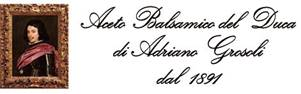 Aceto Balsamico del Duca
di Adriano Grosoli
dal 1891